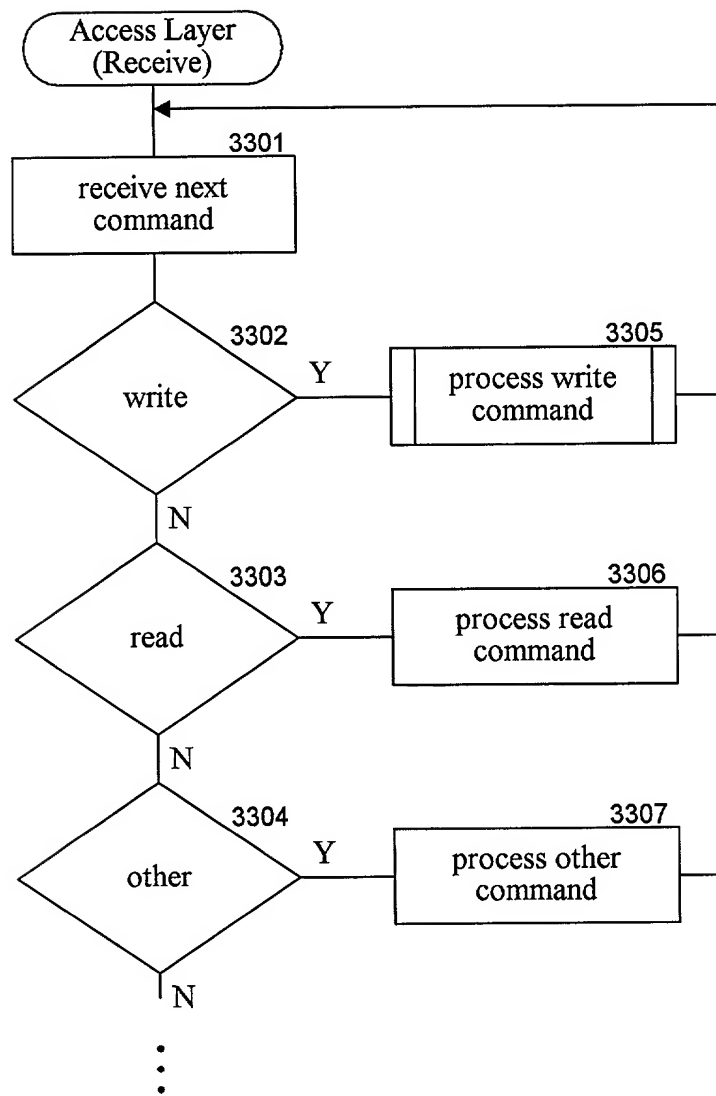 Access Layer
(Receive)
3301
receive next
command
3302
write
Y
3305
process write
command
N
3303
read
Y
3306
process read
command
N
3304
other
Y
3307
process other
command
N